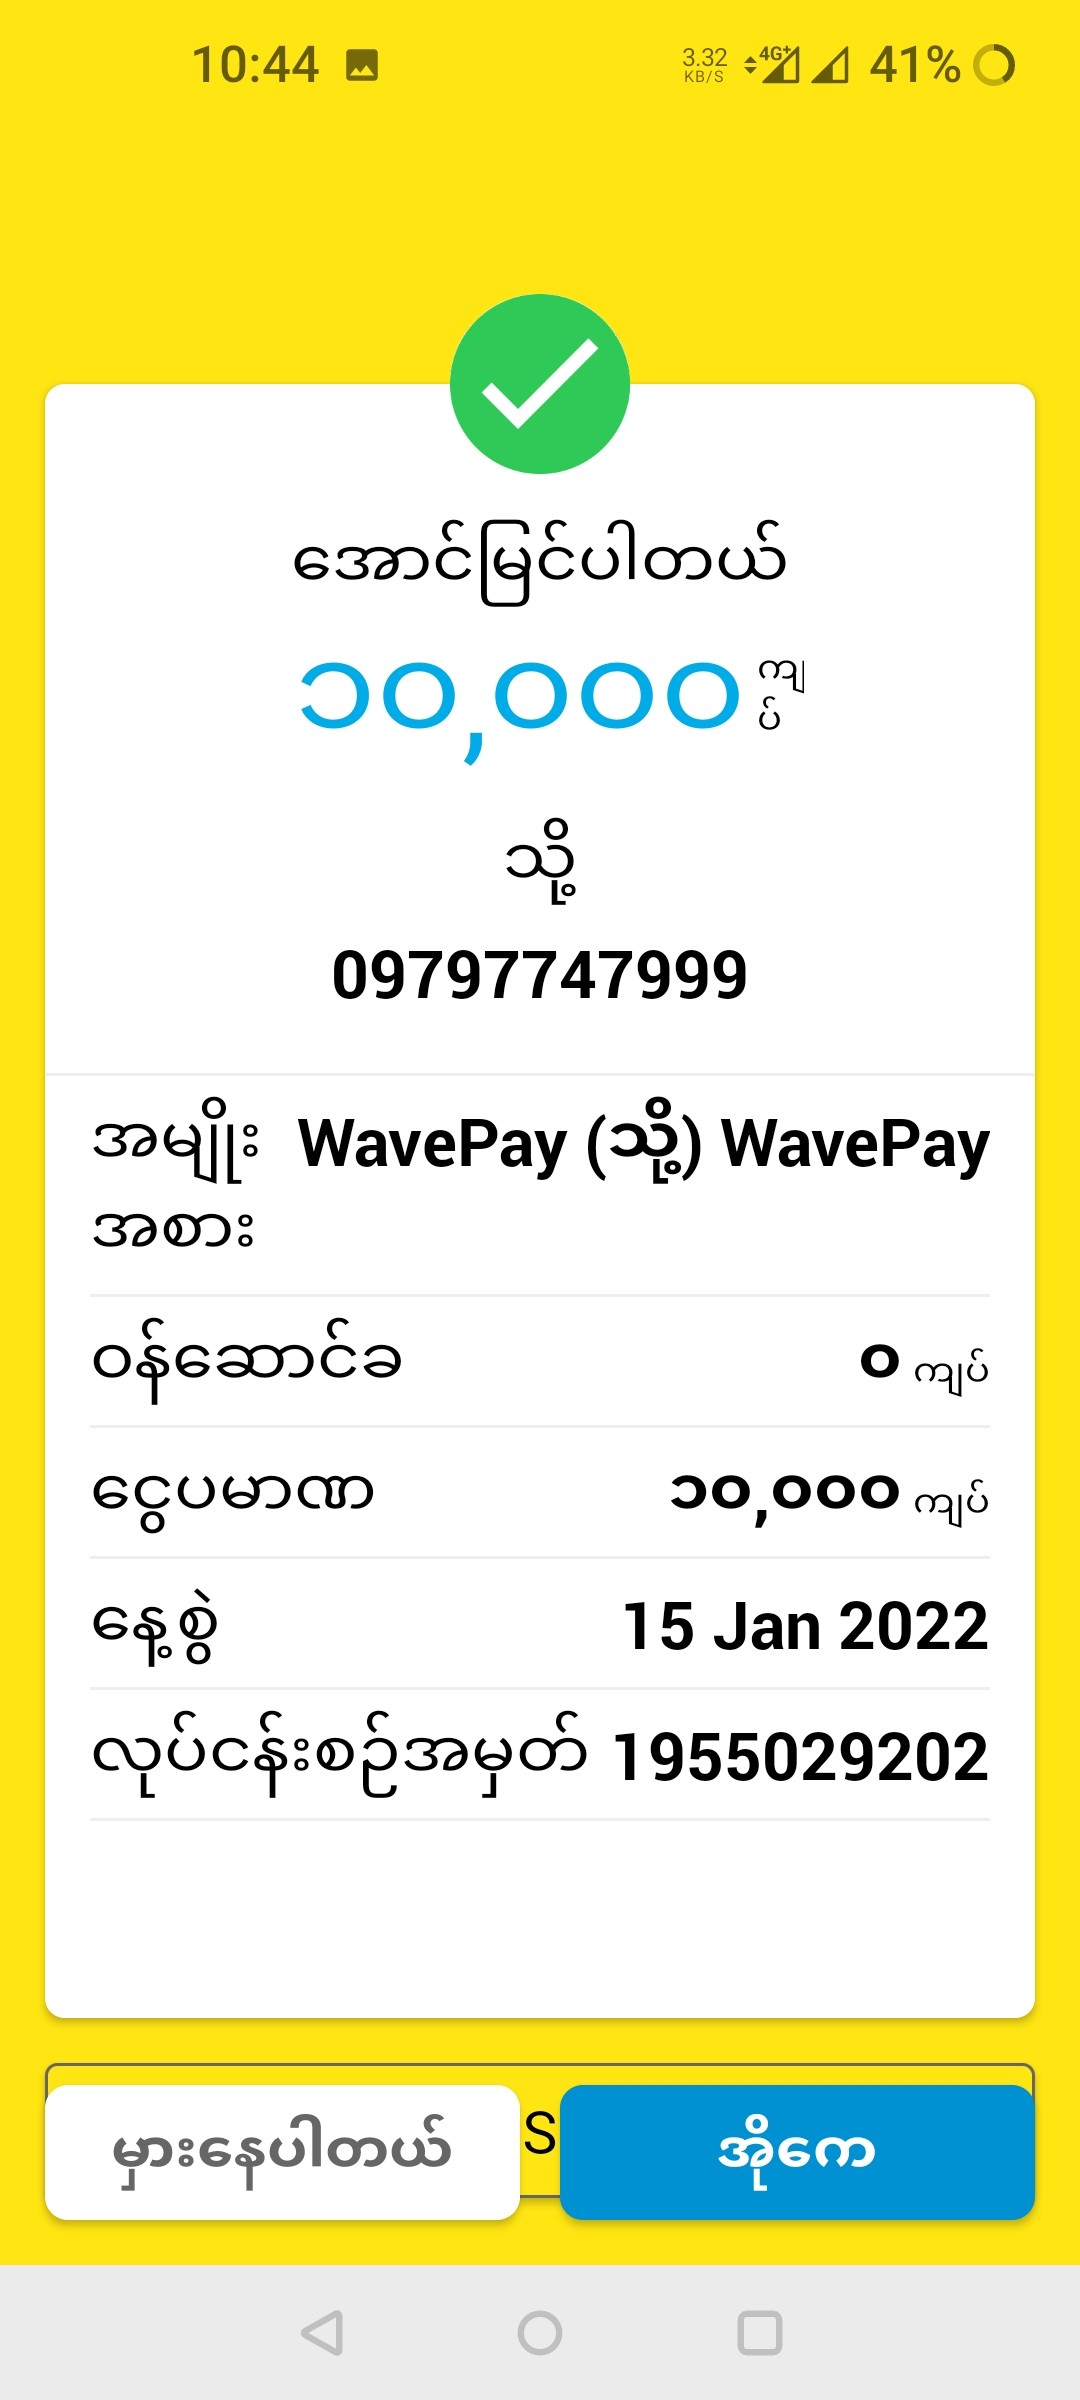 10:44
3.32 KB/S 4G+ 41%
အောင်မြင်ပါတယ်
၁၀,၀၀၀ ကျပ်
သို့
09797747999
အမျိုး WavePay (သို့) WavePay
အစား
ဝန်ဆောင်ခ ၀ ကျပ်
ငွေပမာဏ ၁၀,၀၀၀ ကျပ်
နေ့စွဲ 15 Jan 2022
လုပ်ငန်းစဉ်အမှတ် 1955029202
မှားနေပါတယ် S အိုကေ